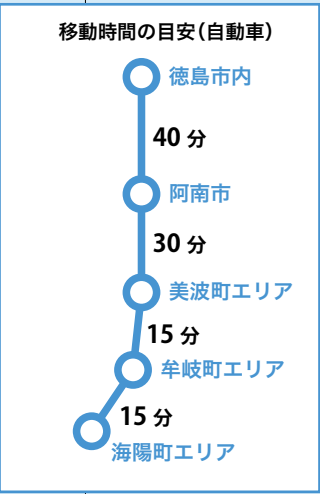 移動時間の目安（自動車）
徳島市内
40 分
阿南市
30 分
美波町エリア
15 分
牟岐町エリア
15 分
海陽町エリア